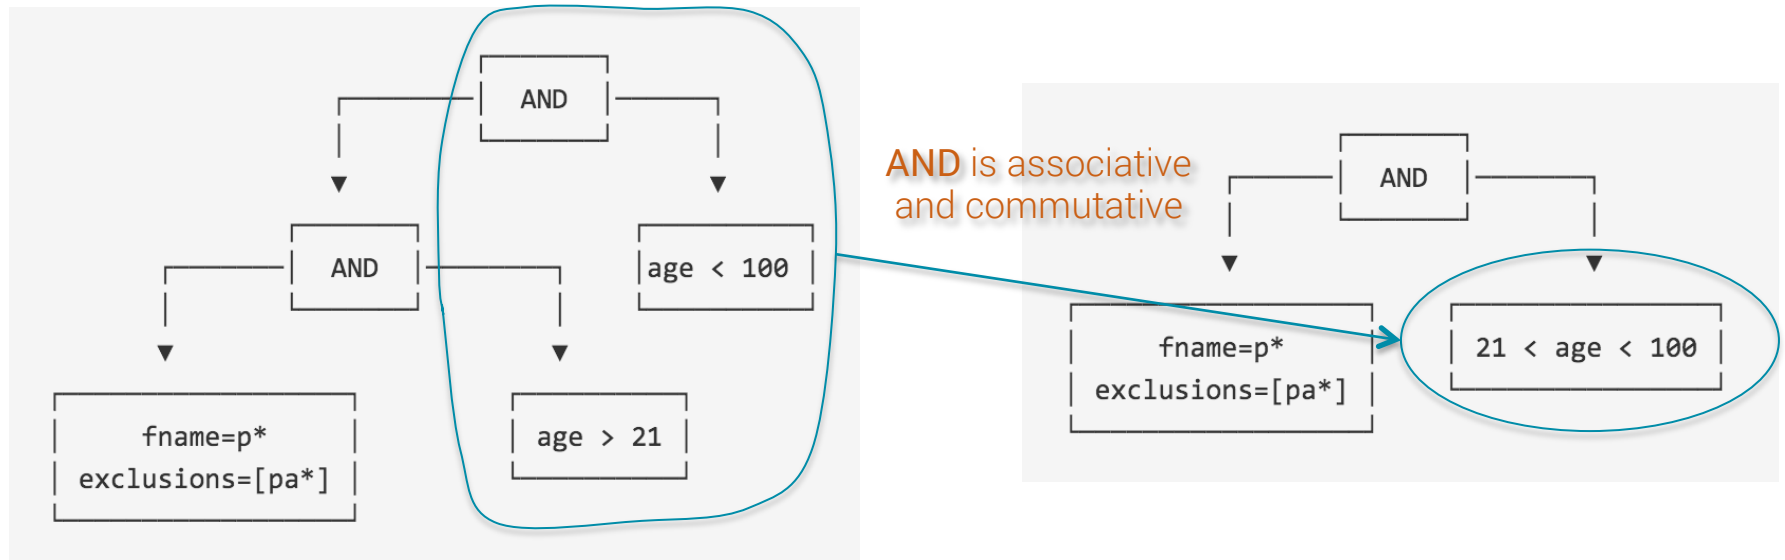 AND
AND
age < 100
fname=p*
exclusions=[pa*]
age > 21
AND is associative
and commutative
AND
fname=p*
exclusions=[pa*]
21 < age < 100